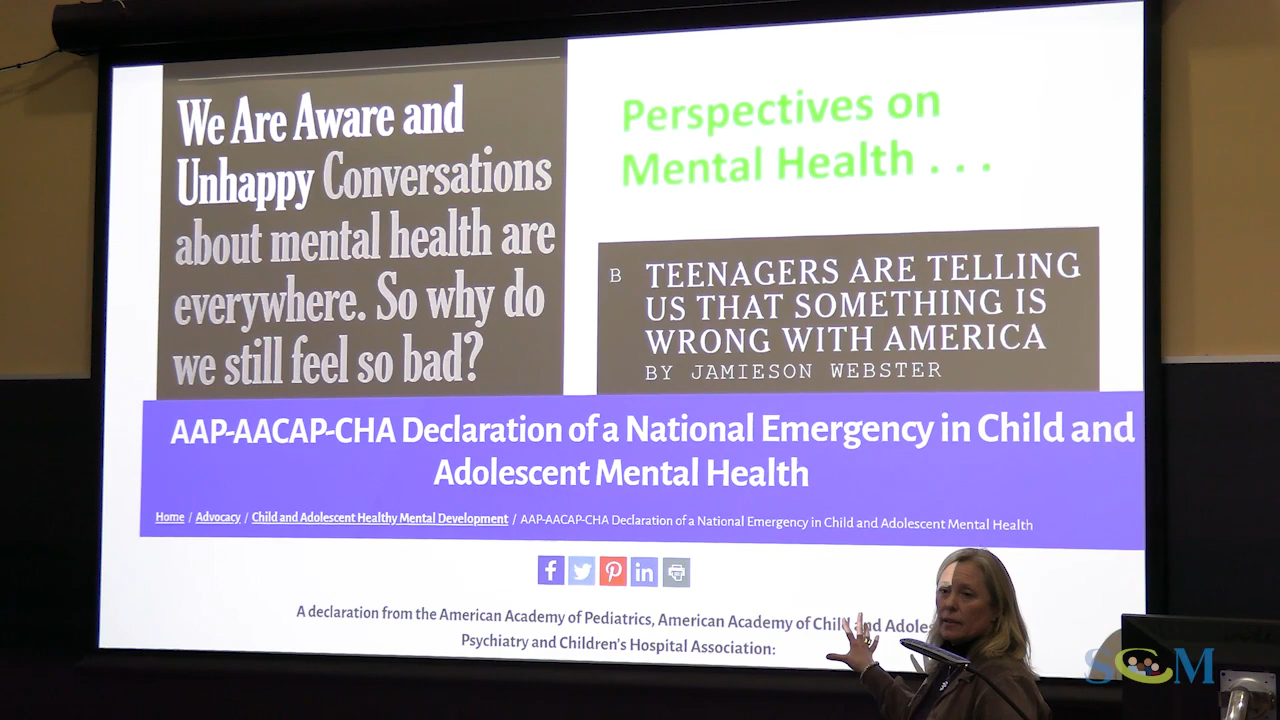 We Are Aware and
Unhappy Conversations
about mental health are
everywhere. So why do
we still feel so bad?
Perspectives on
Mental Health . . .
B
TEENAGERS ARE TELLING
US THAT SOMETHING IS
WRONG WITH AMERICA
BY JAMIESON WEBSTER
AAP-AACAP-CHA Declaration of a National Emergency in Child and
Adolescent Mental Health
Home / Advocacy / Child and Adolescent Healthy Mental Development / AAP-AACAP-CHA Declaration of a National Emergency in Child and Adolescent Mental Health
f in
A declaration from the American Academy of Pediatrics, American Academy of Child and Adoles
Psychiatry and Children's Hospital Association: